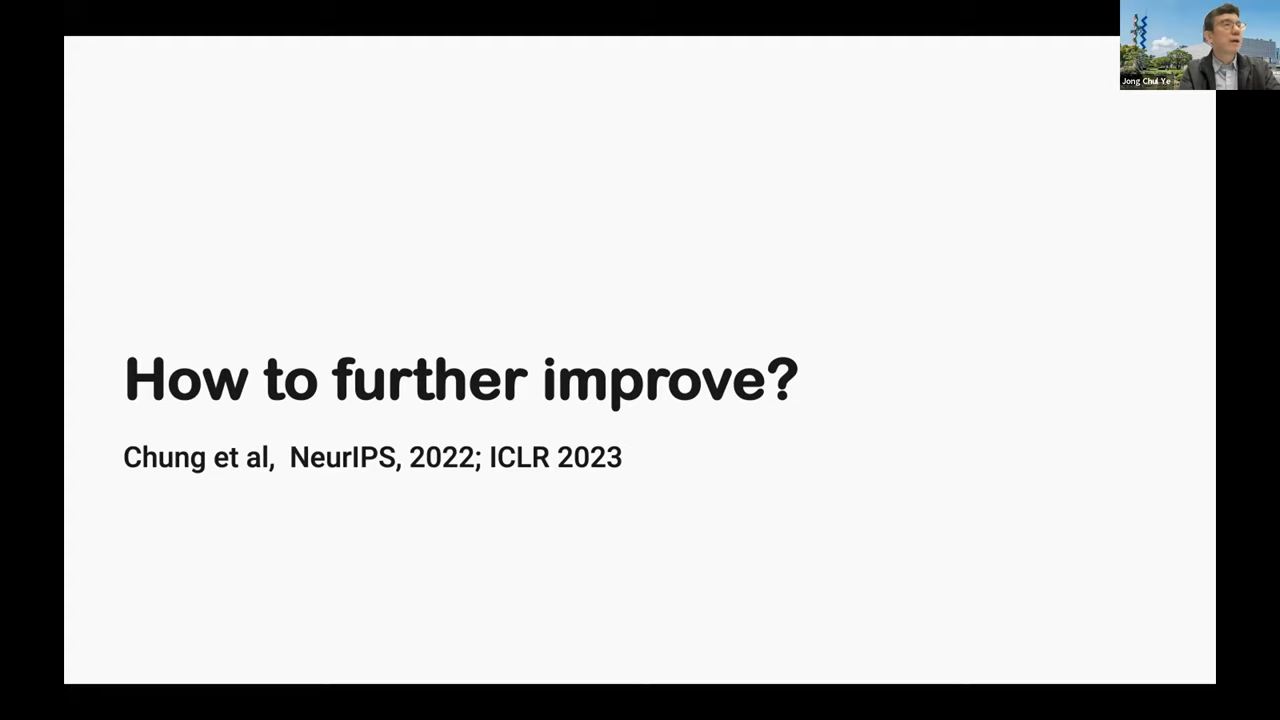 Jong Chul Ye
How to further improve?
Chung et al, NeurIPS, 2022; ICLR 2023